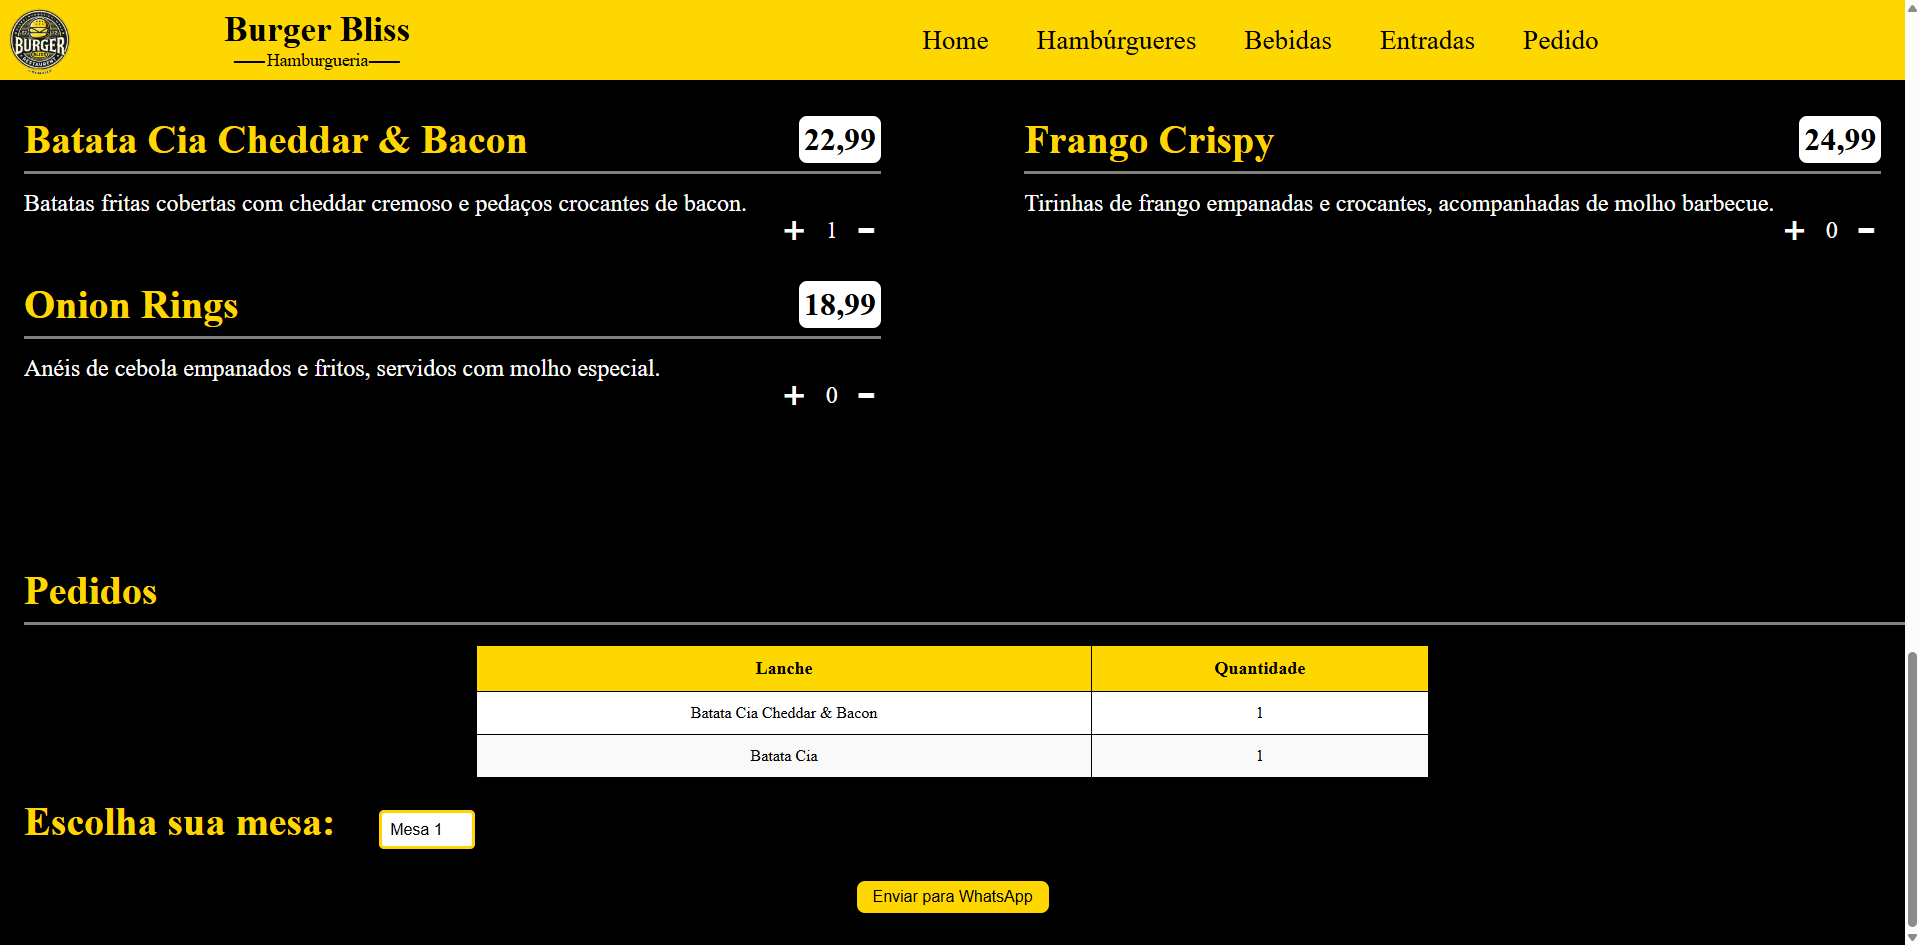 BURGER
RESTAURANT
Burger Bliss
Hamburgueria
Home
Hambúrgueres
Bebidas
Entradas
Pedido
Batata Cia Cheddar & Bacon
22,99
Batatas fritas cobertas com cheddar cremoso e pedaços crocantes de bacon.
+ 1 -
Frango Crispy
24,99
Tirinhas de frango empanadas e crocantes, acompanhadas de molho barbecue.
+ 0 -
Onion Rings
18,99
Anéis de cebola empanados e fritos, servidos com molho especial.
+ 0 -
Pedidos
Lanche Quantidade
Batata Cia Cheddar & Bacon 1
Batata Cia 1
Escolha sua mesa:
Mesa 1
Enviar para WhatsApp